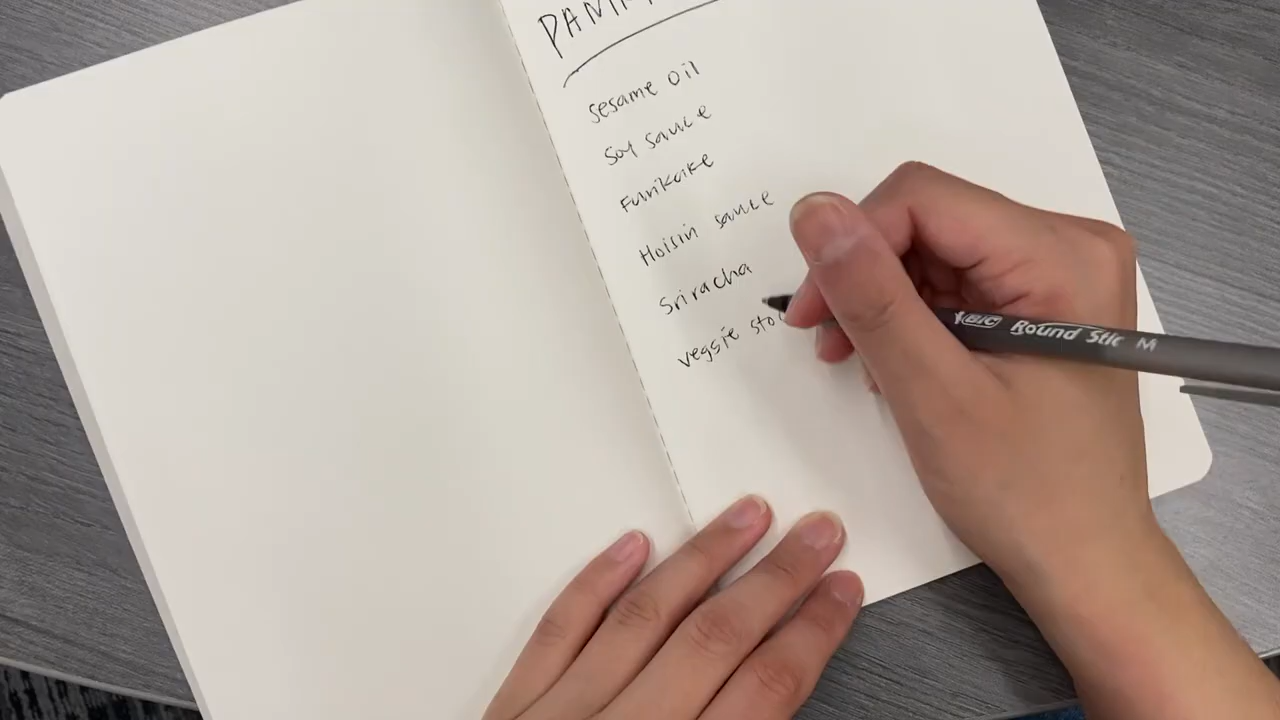 sesame oil
soy sauce
Furikake
Hoisin sauce
Sriracha
veggie
BIC Round Stic M